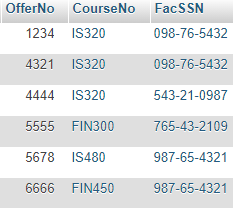 OfferNo CourseNo FacSSN
1234 IS320 098-76-5432
4321 IS320 098-76-5432
4444 IS320 543-21-0987
5555 FIN300 765-43-2109
5678 IS480 987-65-4321
6666 FIN450 987-65-4321